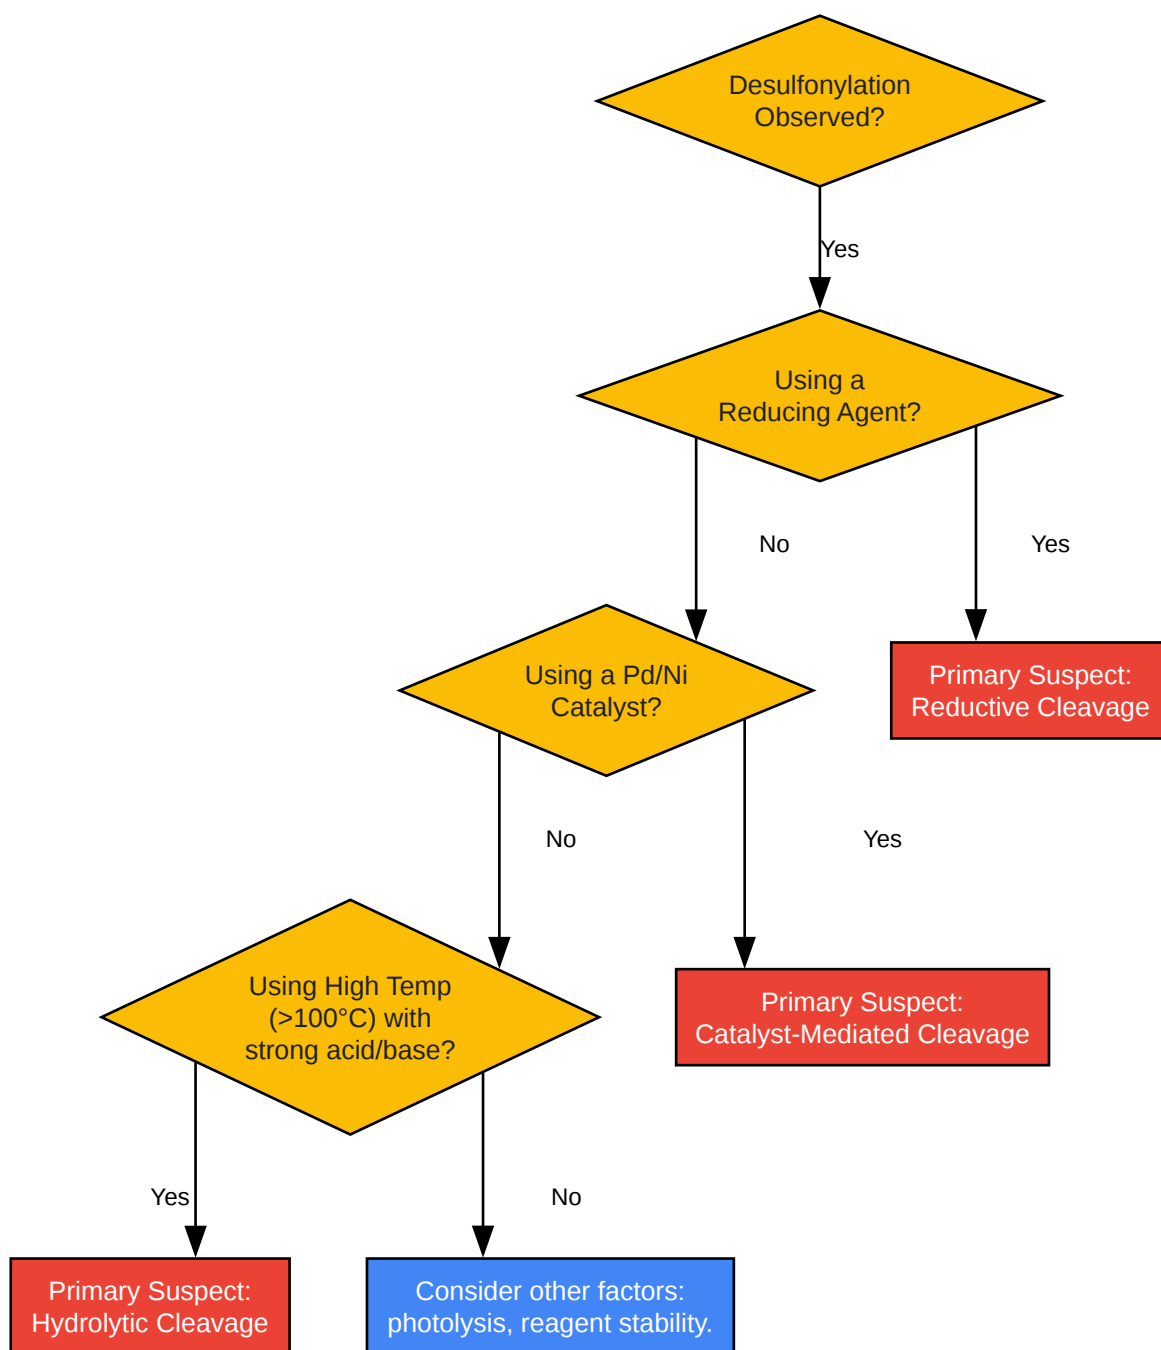 Desulfonylation
Observed?
Yes
Using a
Reducing Agent?
No
Yes
Using a Pd/Ni
Catalyst?
Primary Suspect:
Reductive Cleavage
No
Yes
Using High Temp
(>100°C) with
strong acid/base?
Primary Suspect:
Catalyst-Mediated Cleavage
Yes
No
Primary Suspect:
Hydrolytic Cleavage
Consider other factors:
photolysis, reagent stability.